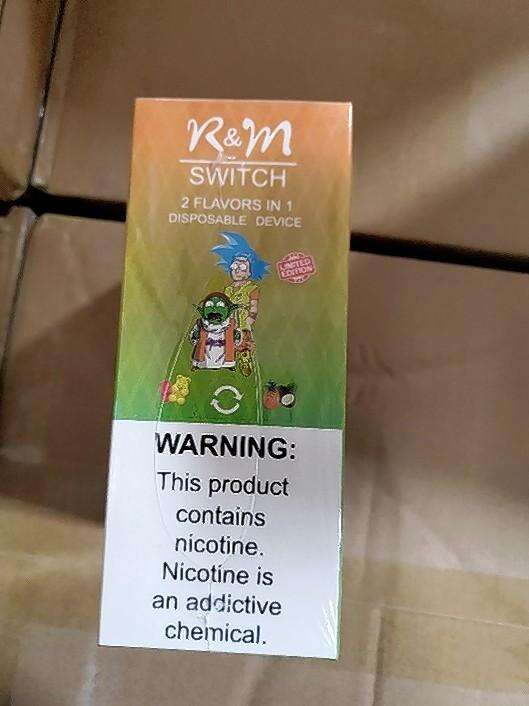 R&M
SWITCH
2 FLAVORS IN 1
DISPOSABLE DEVICE
LIMITED
EDITION
WARNING:
This product
contains
nicotine.
Nicotine is
an addictive
chemical.